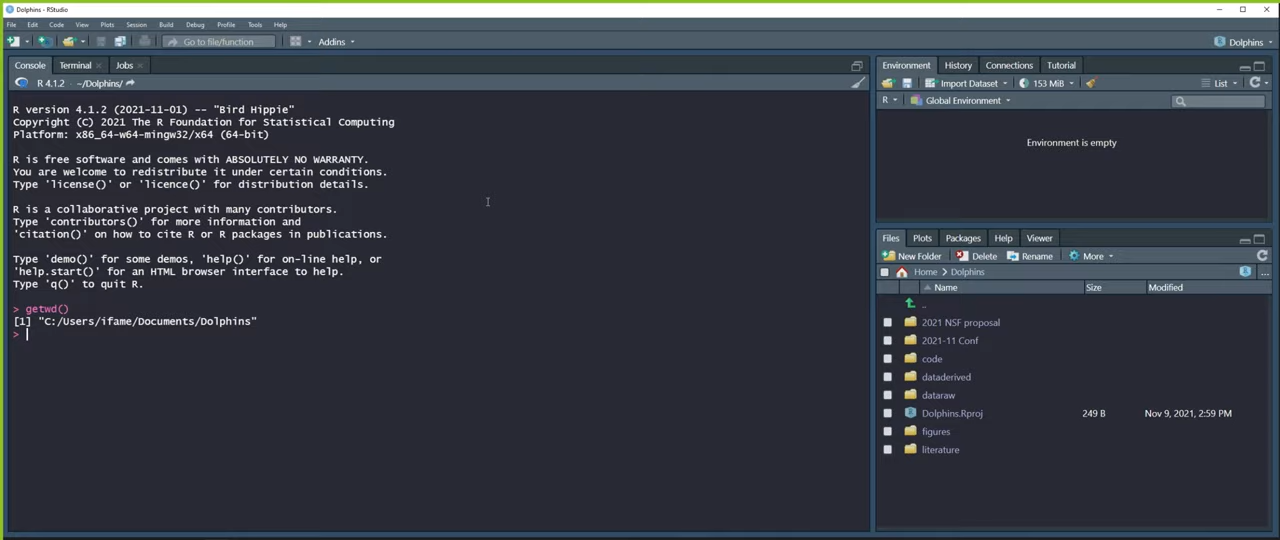 Dolphins - RStudio
File Edit Code View Plots Session Build Debug Profile Tools Help
Go to file/function Addins Dolphins
Console Terminal Jobs
R 4.1.2 · ~/Dolphins/
R version 4.1.2 (2021-11-01) -- "Bird Hippie"
Copyright (C) 2021 The R Foundation for Statistical Computing
Platform: x86_64-w64-mingw32/x64 (64-bit)
R is free software and comes with ABSOLUTELY NO WARRANTY.
You are welcome to redistribute it under certain conditions.
Type 'license()' or 'licence()' for distribution details.
R is a collaborative project with many contributors.
Type 'contributors()' for more information and
'citation()' on how to cite R or R packages in publications.
Type 'demo()' for some demos, 'help()' for on-line help, or
'help.start()' for an HTML browser interface to help.
Type 'q()' to quit R.
> getwd()
[1] "C:/Users/ifame/Documents/Dolphins"
>
Environment History Connections Tutorial
Import Dataset 153 MiB List
R Global Environment
Environment is empty
Files Plots Packages Help Viewer
New Folder Delete Rename More
Home Dolphins ...
Name Size Modified
..
2021 NSF proposal
2021-11 Conf
code
dataderived
dataraw
Dolphins.Rproj 249 B Nov 9, 2021, 2:59 PM
figures
literature